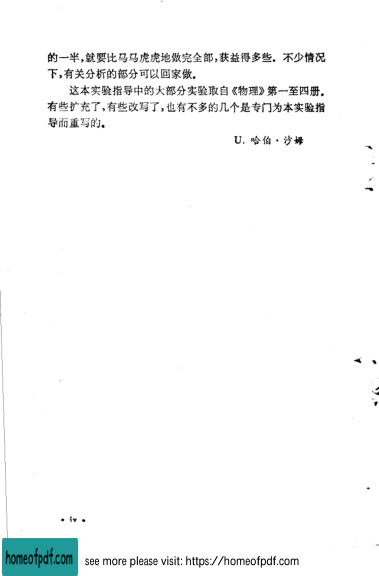 的一半，就要比马马虎虎地做完全部，获益得多些．不少情况
下，有关分析的部分可以回家做．
这本实验指导中的大部分实验取自《物理》第一至四册．
有些扩充了，有些改写了，也有不多的几个是专门为本实验指
导而重写的．
U. 哈伯·沙姆
• iv •
homeofpdf.com
see more please visit: https://homeofpdf.com